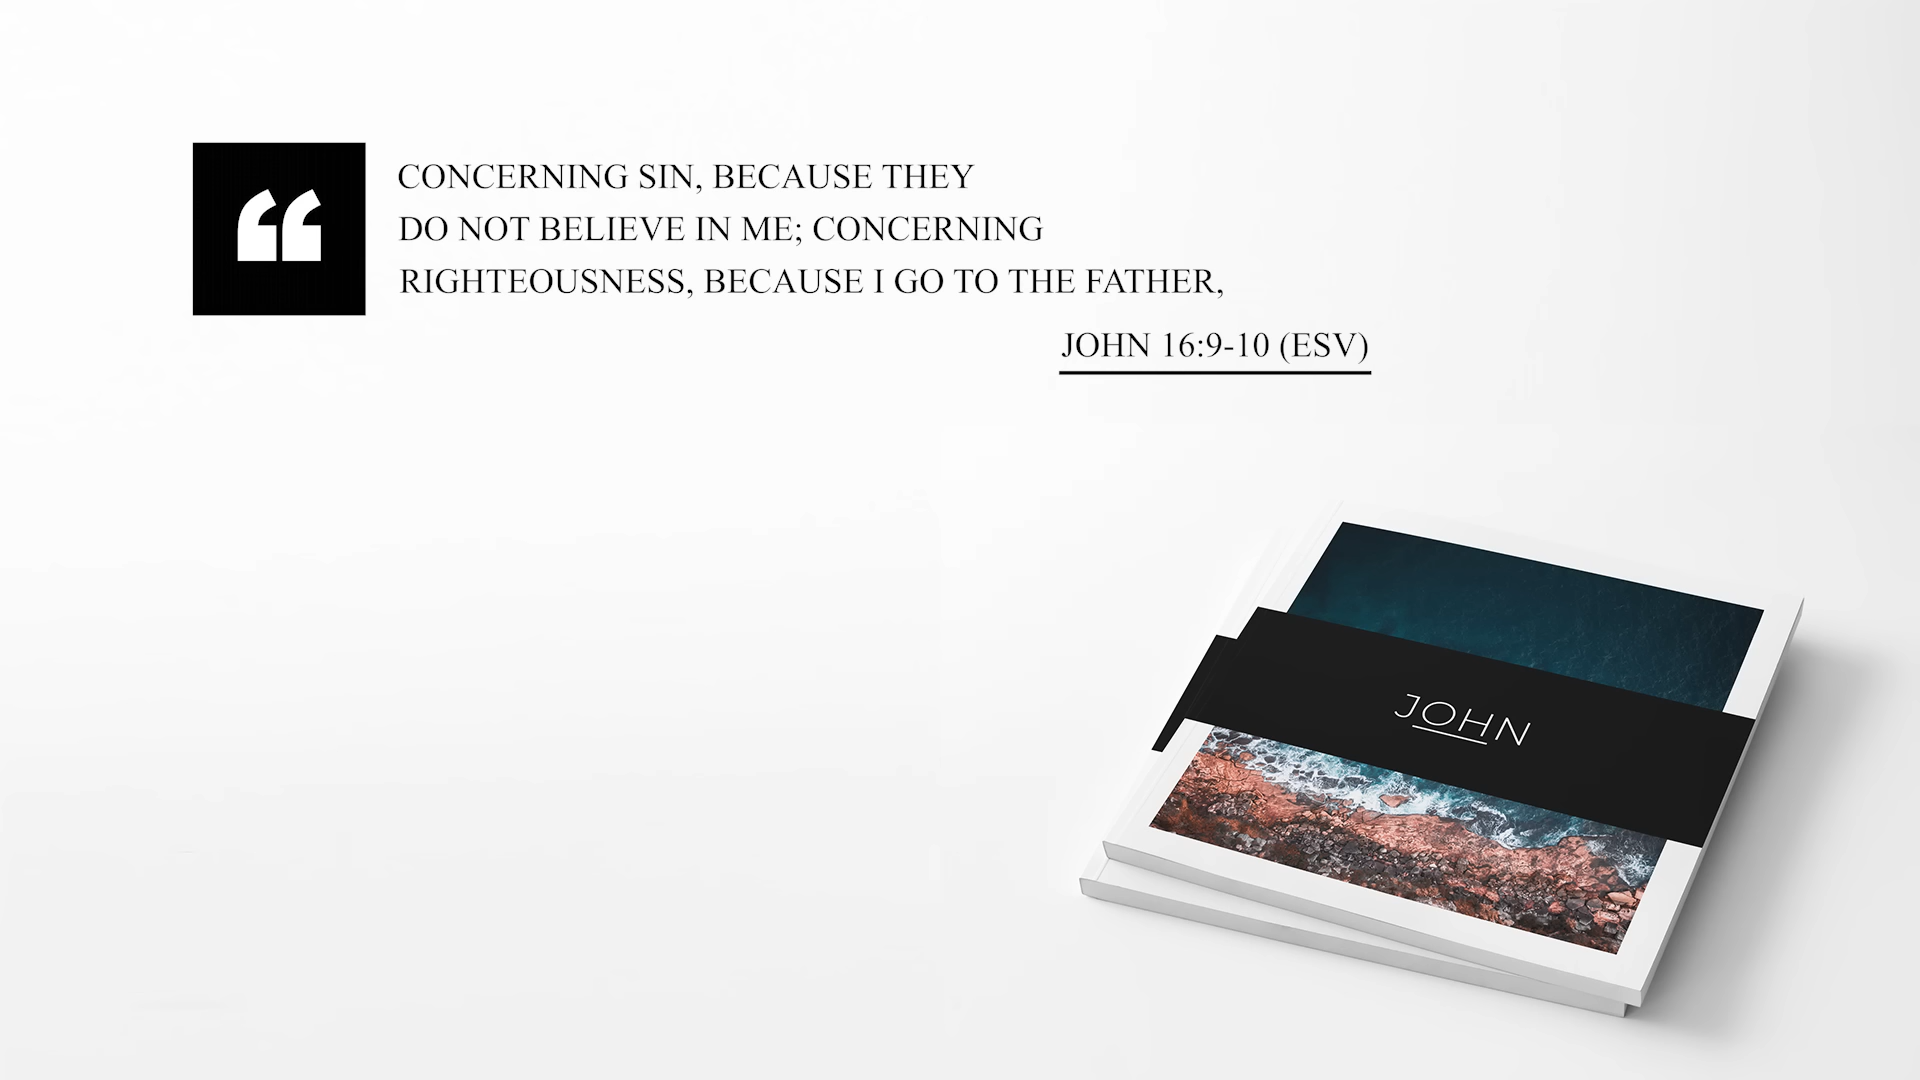 CONCERNING SIN, BECAUSE THEY
DO NOT BELIEVE IN ME; CONCERNING
RIGHTEOUSNESS, BECAUSE I GO TO THE FATHER,
JOHN 16:9-10 (ESV)
JOHN